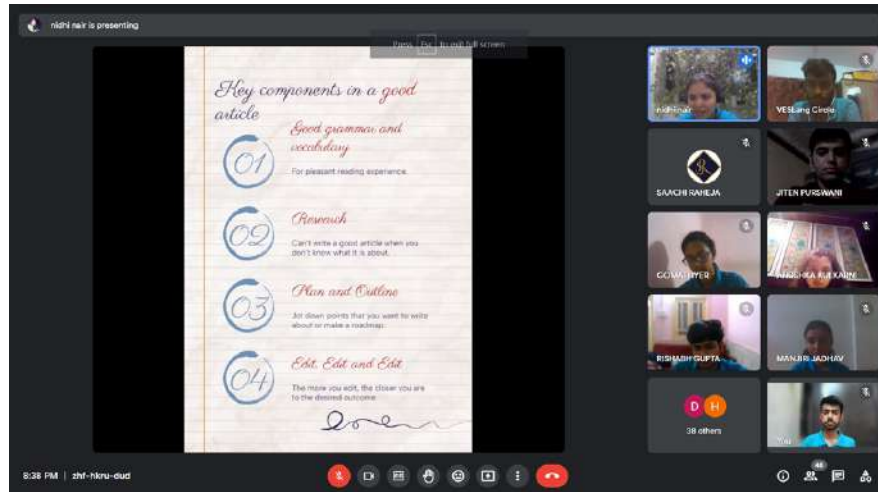 nidhi nair is presenting
Press Esc to exit full screen
Key components in a good
article
01
Good grammar and
vocabulary
For pleasant reading experience.
02
Research
Can't write a good article when you
don't know what it is about.
03
Plan and Outline
Jot down points that you want to write
about or make a roadmap.
04
Edit, Edit and Edit
The more you edit, the closer you are
to the desired outcome
nidhi nair
VESLang Circle
SAACHI RAHEJA
JITEN PURSWANI
GOMATI IYER
ANUSHKA KULKARNI
RISHABH GUPTA
MANJIRI JADHAV
D H
38 others
You
8:38 PM | zhf-hkru-dud
48